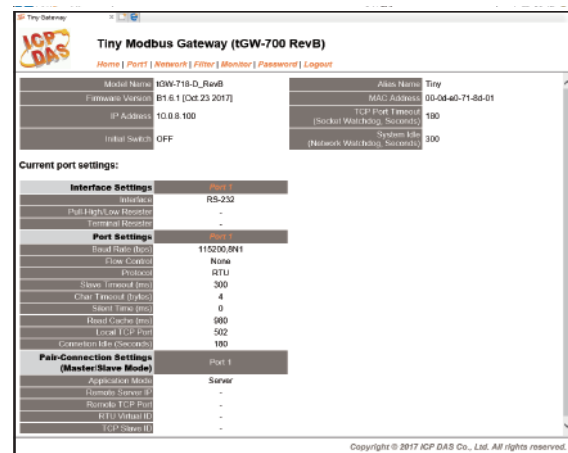 Tiny Gateway
ICP DAS
Tiny Modbus Gateway (tGW-700 RevB)
Home | Port1 | Network | Filter | Monitor | Password | Logout
Model Name tGW-718-D_RevB Alias Name Tiny
Firmware Version B1.6.1 [Oct.23 2017] MAC Address 00-0d-e0-71-8d-01
IP Address 10.0.8.100 TCP Port Timeout (Socket Watchdog, Seconds) 180
Initial Switch OFF System Idle (Network Watchdog, Seconds) 300
Current port settings:
Interface Settings Port 1
Interface RS-232
Pull-High/Low Resister -
Terminal Resister -
Port Settings Port 1
Baud Rate (bps) 115200,8N1
Flow Control None
Protocol RTU
Slave Timeout (ms) 300
Char Timeout (bytes) 4
Silent Time (ms) 0
Read Cache (ms) 980
Local TCP Port 502
Connetion Idle (Seconds) 180
Pair-Connection Settings
(Master/Slave Mode) Port 1
Application Mode Server
Remote Server IP -
Remote TCP Port -
RTU Virtual ID -
TCP Slave ID -
Copyright © 2017 ICP DAS Co., Ltd. All rights reserved.